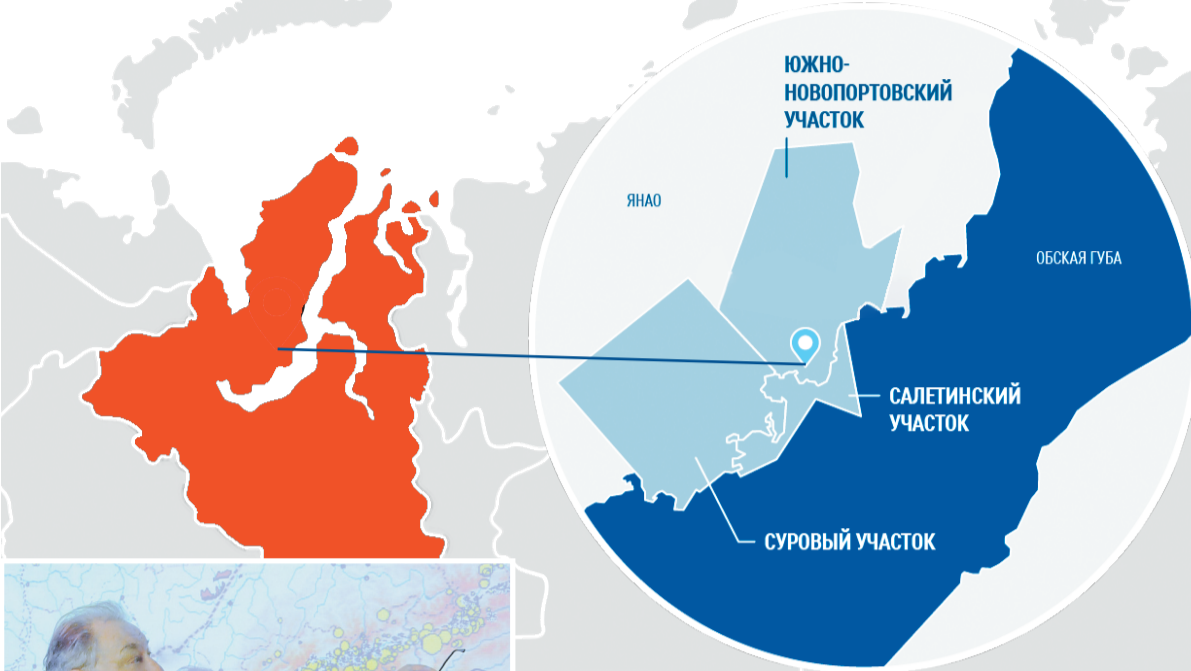 ЮЖНО-
НОВОПОРТОВСКИЙ
УЧАСТОК
ЯНАО
ОБСКАЯ ГУБА
САЛЕТИНСКИЙ
УЧАСТОК
СУРОВЫЙ УЧАСТОК